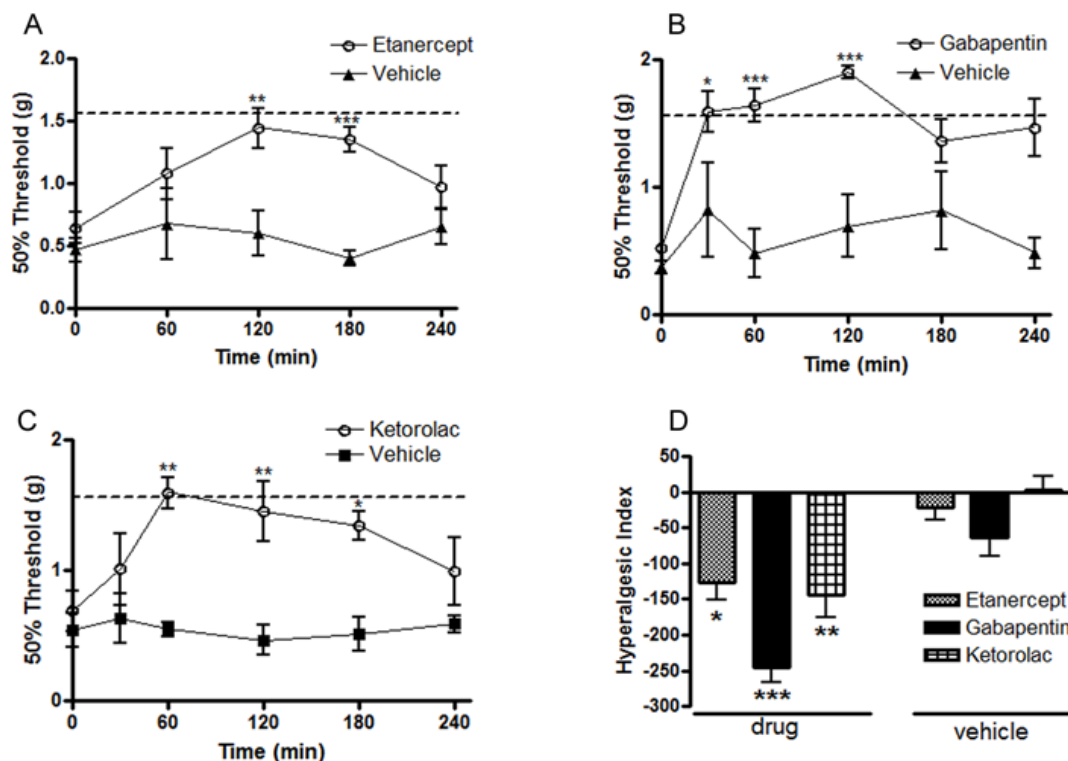 A
Etanercept
Vehicle
2.0
1.5
1.0
0.5
0.0
50% Threshold (g)
**
***
0 60 120 180 240
Time (min)
B
Gabapentin
Vehicle
2
1
0
50% Threshold (g)
*
***
***
0 60 120 180 240
Time (min)
C
Ketorolac
Vehicle
2
1
0
50% Threshold (g)
**
**
*
0 60 120 180 240
Time (min)
D
50
0
-50
-100
-150
-200
-250
-300
Hyperalgesic Index
*
***
**
Etanercept
Gabapentin
Ketorolac
drug
vehicle